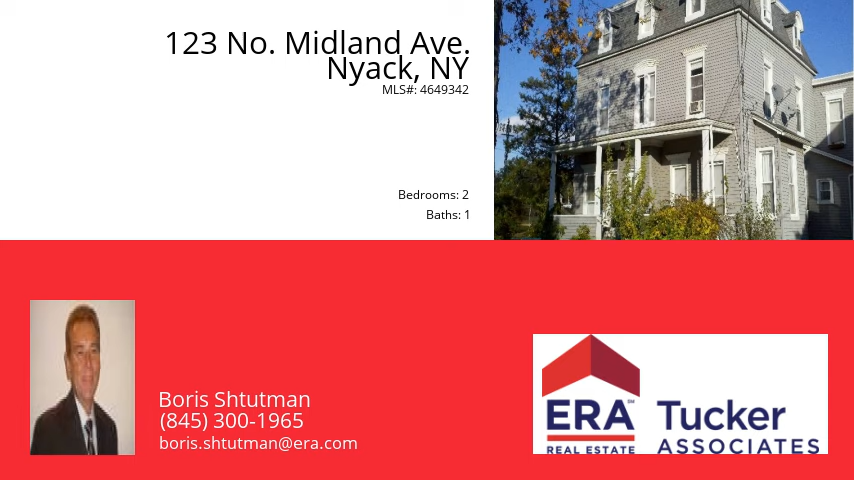 123 No. Midland Ave.
Nyack, NY
MLS#: 4649342
Bedrooms: 2
Baths: 1
Boris Shtutman
(845) 300-1965
boris.shtutman@era.com
ERA SM
REAL ESTATE
Tucker
ASSOCIATES